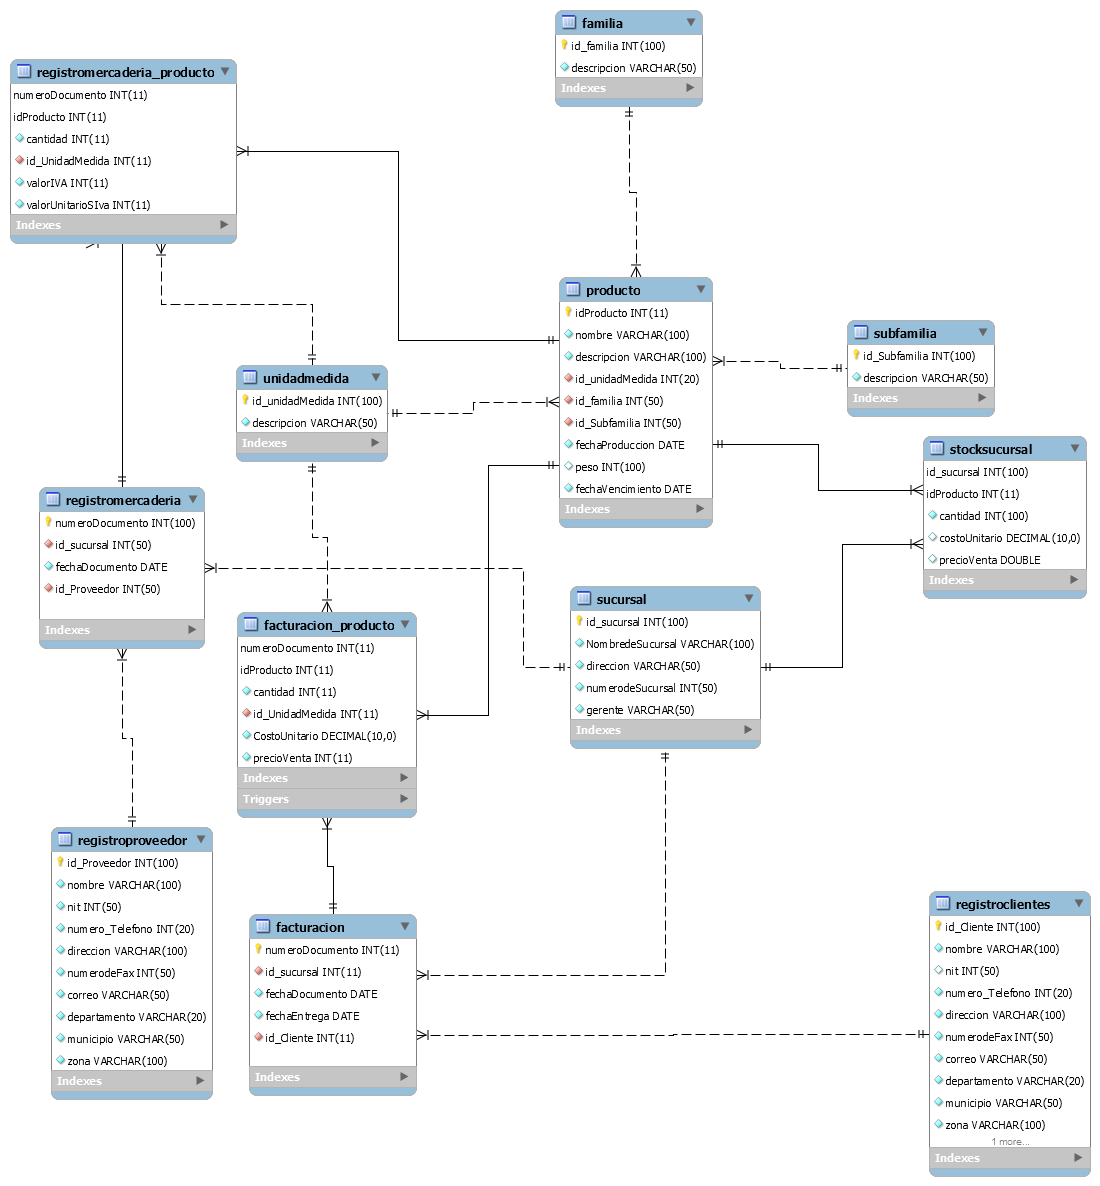 familia
id_familia INT(100)
descripcion VARCHAR(50)
Indexes
registromercaderia_producto
numeroDocumento INT(11)
idProducto INT(11)
cantidad INT(11)
id_UnidadMedida INT(11)
valorIVA INT(11)
valorUnitarioSIva INT(11)
Indexes
producto
idProducto INT(11)
nombre VARCHAR(100)
descripcion VARCHAR(100)
id_unidadMedida INT(20)
id_familia INT(50)
id_Subfamilia INT(50)
fechaProduccion DATE
peso INT(100)
fechaVencimiento DATE
Indexes
subfamilia
id_Subfamilia INT(100)
descripcion VARCHAR(50)
Indexes
unidadmedida
id_unidadMedida INT(100)
descripcion VARCHAR(50)
Indexes
stocksucursal
id_sucursal INT(100)
idProducto INT(11)
cantidad INT(100)
costoUnitario DECIMAL(10,0)
precioVenta DOUBLE
Indexes
registromercaderia
numeroDocumento INT(100)
id_sucursal INT(50)
fechaDocumento DATE
id_Proveedor INT(50)
Indexes
sucursal
id_sucursal INT(100)
NombredeSucursal VARCHAR(100)
direccion VARCHAR(50)
numerodeSucursal INT(50)
gerente VARCHAR(50)
Indexes
facturacion_producto
numeroDocumento INT(11)
idProducto INT(11)
cantidad INT(11)
id_UnidadMedida INT(11)
CostoUnitario DECIMAL(10,0)
precioVenta INT(11)
Indexes
Triggers
registroproveedor
id_Proveedor INT(100)
nombre VARCHAR(100)
nit INT(50)
numero_Telefono INT(20)
direccion VARCHAR(100)
numerodeFax INT(50)
correo VARCHAR(50)
departamento VARCHAR(20)
municipio VARCHAR(50)
zona VARCHAR(100)
Indexes
facturacion
numeroDocumento INT(11)
id_sucursal INT(11)
fechaDocumento DATE
fechaEntrega DATE
id_Cliente INT(11)
Indexes
registroclientes
id_Cliente INT(100)
nombre VARCHAR(100)
nit INT(50)
numero_Telefono INT(20)
direccion VARCHAR(100)
numerodeFax INT(50)
correo VARCHAR(50)
departamento VARCHAR(20)
municipio VARCHAR(50)
zona VARCHAR(100)
1 more...
Indexes